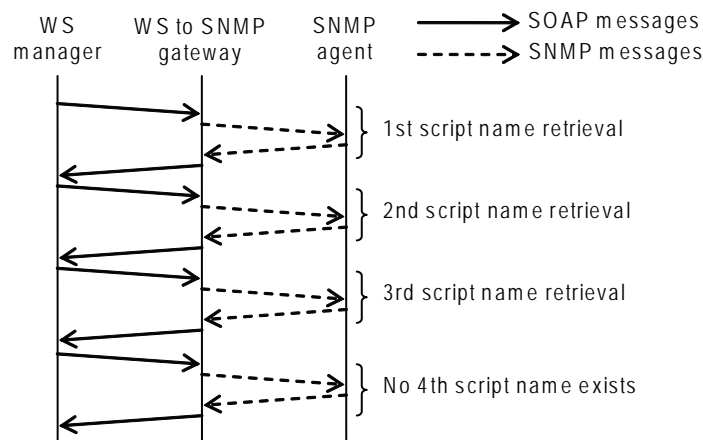 WS manager
WS to SNMP gateway
SNMP agent
SOAP messages
SNMP messages
1st script name retrieval
2nd script name retrieval
3rd script name retrieval
No 4th script name exists